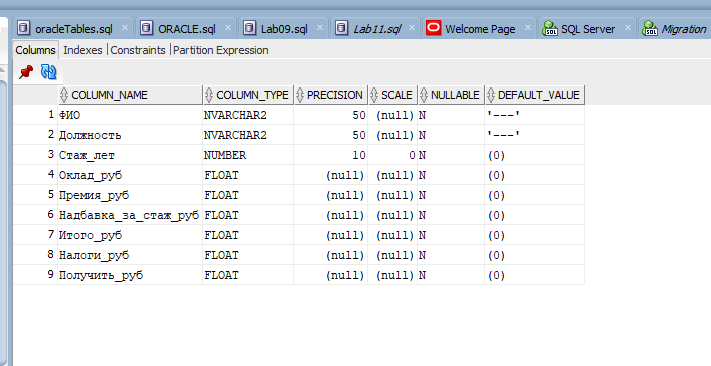 oracleTables.sql ORACLE.sql Lab09.sql Lab11.sql Welcome Page SQL Server Migration
Columns Indexes Constraints Partition Expression
COLUMN_NAME COLUMN_TYPE PRECISION SCALE NULLABLE DEFAULT_VALUE
1 ФИО NVARCHAR2 50 (null) N '---'
2 Должность NVARCHAR2 50 (null) N '---'
3 Стаж_лет NUMBER 10 0 N (0)
4 Оклад_руб FLOAT (null) (null) N (0)
5 Премия_руб FLOAT (null) (null) N (0)
6 Надбавка_за_стаж_руб FLOAT (null) (null) N (0)
7 Итого_руб FLOAT (null) (null) N (0)
8 Налоги_руб FLOAT (null) (null) N (0)
9 Получить_руб FLOAT (null) (null) N (0)